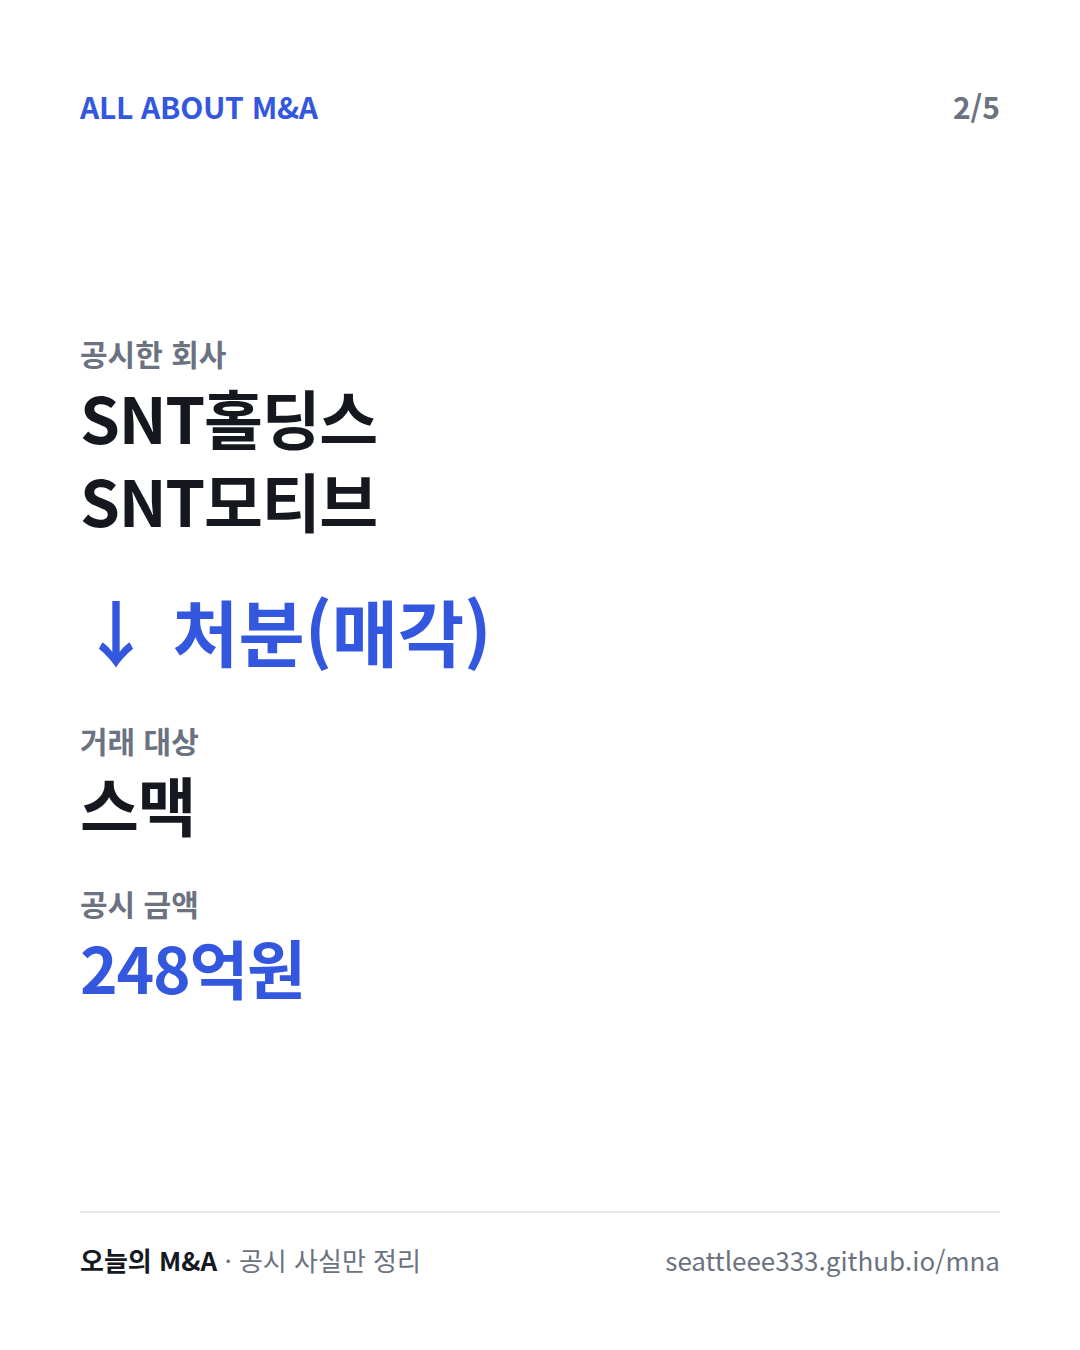 ALL ABOUT M&A
2/5
공시한 회사
SNT홀딩스
SNT모티브
↓ 처분(매각)
거래 대상
스맥
공시 금액
248억원
오늘의 M&A · 공시 사실만 정리
seattleee333.github.io/mna